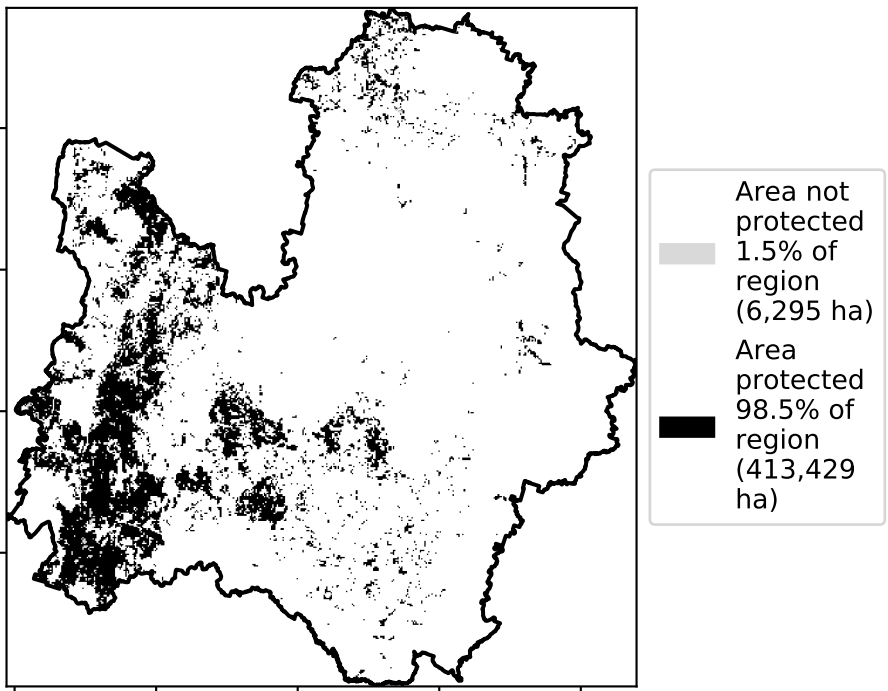 Area not
protected
1.5% of
region
(6,295 ha)
Area
protected
98.5% of
region
(413,429
ha)